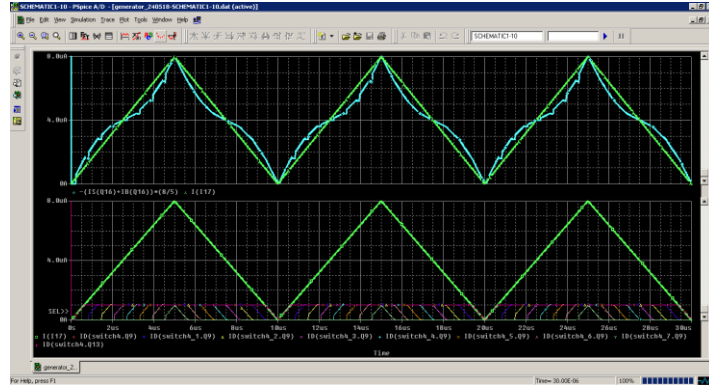 SCHEMATIC1-10 - PSpice A/D - [generator_240518-SCHEMATIC1-10.dat (active)]
File Edit View Simulation Trace Plot Tools Window Help
SCHEMATIC1-10
8.0uA
4.0uA
0A
-(IS(Q16)+IB(Q16))*(8/5) I(I17)
8.0uA
4.0uA
SEL>>
0A
0s 2us 4us 6us 8us 10us 12us 14us 16us 18us 20us 22us 24us 26us 28us 30us
I(I17) ID(switch4.Q9) ID(switch4_1.Q9) ID(switch4_2.Q9) ID(switch4_3.Q9) ID(switch4_4.Q9) ID(switch4_5.Q9) ID(switch4_6.Q9) ID(switch4_7.Q9)
ID(switch4.Q13)
Time
generator_2...
For Help, press F1
Time= 30.00E-06
100%